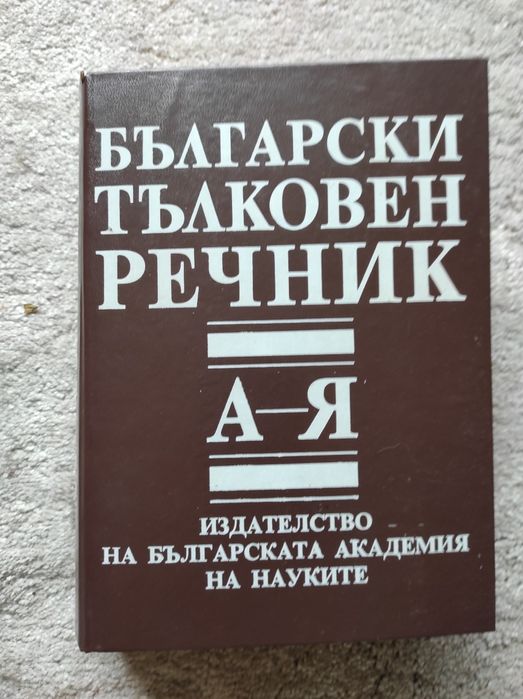 БЪЛГАРСКИ
ТЪЛКОВЕН
РЕЧНИК
А–Я
ИЗДАТЕЛСТВО
НА БЪЛГАРСКАТА АКАДЕМИЯ
НА НАУКИТЕ